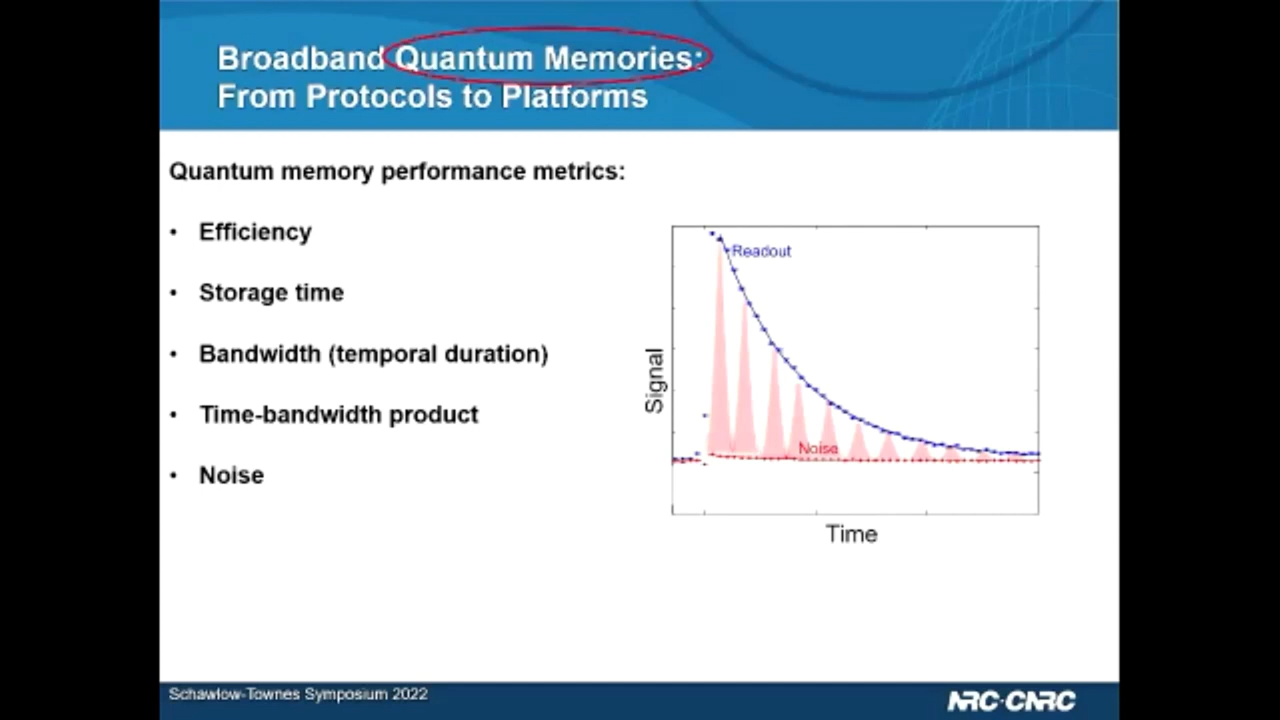 Broadband Quantum Memories:
From Protocols to Platforms
Quantum memory performance metrics:
• Efficiency
• Storage time
• Bandwidth (temporal duration)
• Time-bandwidth product
• Noise
Readout
Signal
Noise
Time
Schawlow-Townes Symposium 2022
NRC·CNRC